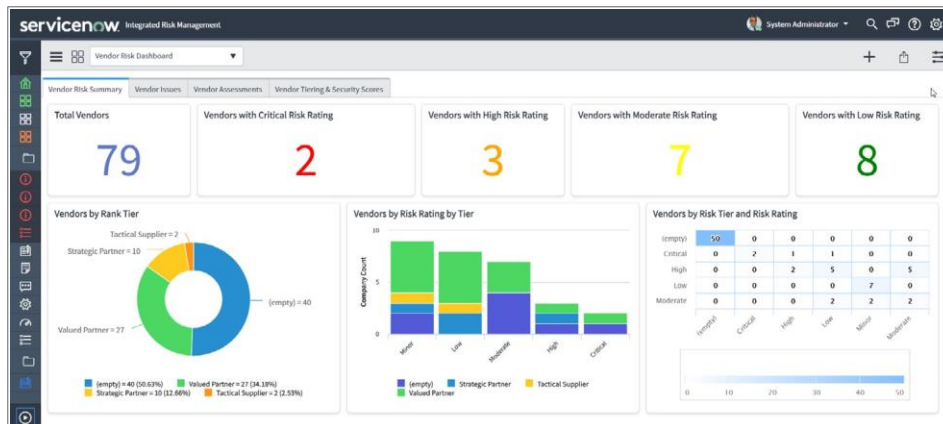 servicenow. Integrated Risk Management
System Administrator
Vendor Risk Dashboard
Vendor Risk Summary
Vendor Issues
Vendor Assessments
Vendor Tiering & Security Scores
Total Vendors
79
Vendors with Critical Risk Rating
2
Vendors with High Risk Rating
3
Vendors with Moderate Risk Rating
7
Vendors with Low Risk Rating
8
Vendors by Rank Tier
Tactical Supplier = 2
Strategic Partner = 10
(empty) = 40
Valued Partner = 27
(empty) = 40 (50.63%) Valued Partner = 27 (34.18%)
Strategic Partner = 10 (12.66%) Tactical Supplier = 2 (2.53%)
Vendors by Risk Rating by Tier
Company Count
10
5
0
Minor Low Moderate High Critical
(empty) Strategic Partner Tactical Supplier
Valued Partner
Vendors by Risk Tier and Risk Rating
(empty) 50 0 0 0 0 0
Critical 0 2 1 1 0 0
High 0 0 2 5 0 5
Low 0 0 0 0 7 0
Moderate 0 0 0 2 2 2
(empty) Critical High Low Minor Moderate
0 10 20 30 40 50